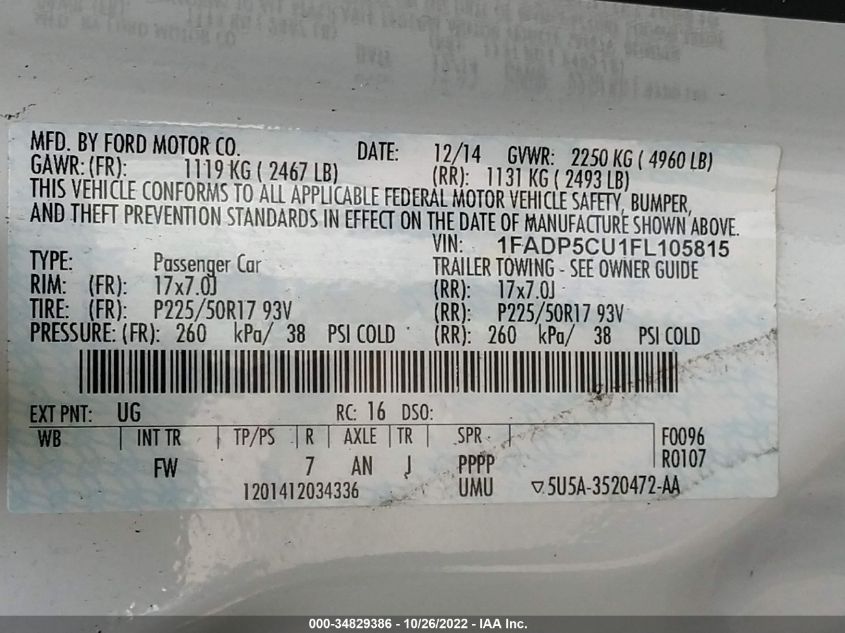 MFD. BY FORD MOTOR CO. DATE: 12/14 GVWR: 2250 KG ( 4960 LB)
GAWR: (FR): 1119 KG ( 2467 LB) (RR): 1131 KG ( 2493 LB)
THIS VEHICLE CONFORMS TO ALL APPLICABLE FEDERAL MOTOR VEHICLE SAFETY, BUMPER,
AND THEFT PREVENTION STANDARDS IN EFFECT ON THE DATE OF MANUFACTURE SHOWN ABOVE.
VIN: 1FADP5CU1FL105815
TYPE: Passenger Car TRAILER TOWING - SEE OWNER GUIDE
RIM: (FR): 17x7.0J (RR): 17x7.0J
TIRE: (FR): P225/50R17 93V (RR): P225/50R17 93V
PRESSURE: (FR): 260 kPa/ 38 PSI COLD (RR): 260 kPa/ 38 PSI COLD
EXT PNT: UG RC: 16 DSO:
WB INT TR TP/PS R AXLE TR SPR F0096
FW 7 AN J PPPP R0107
1201412034336 UMU ▽5U5A-3520472-AA
000-34829386 - 10/26/2022 - IAA Inc.